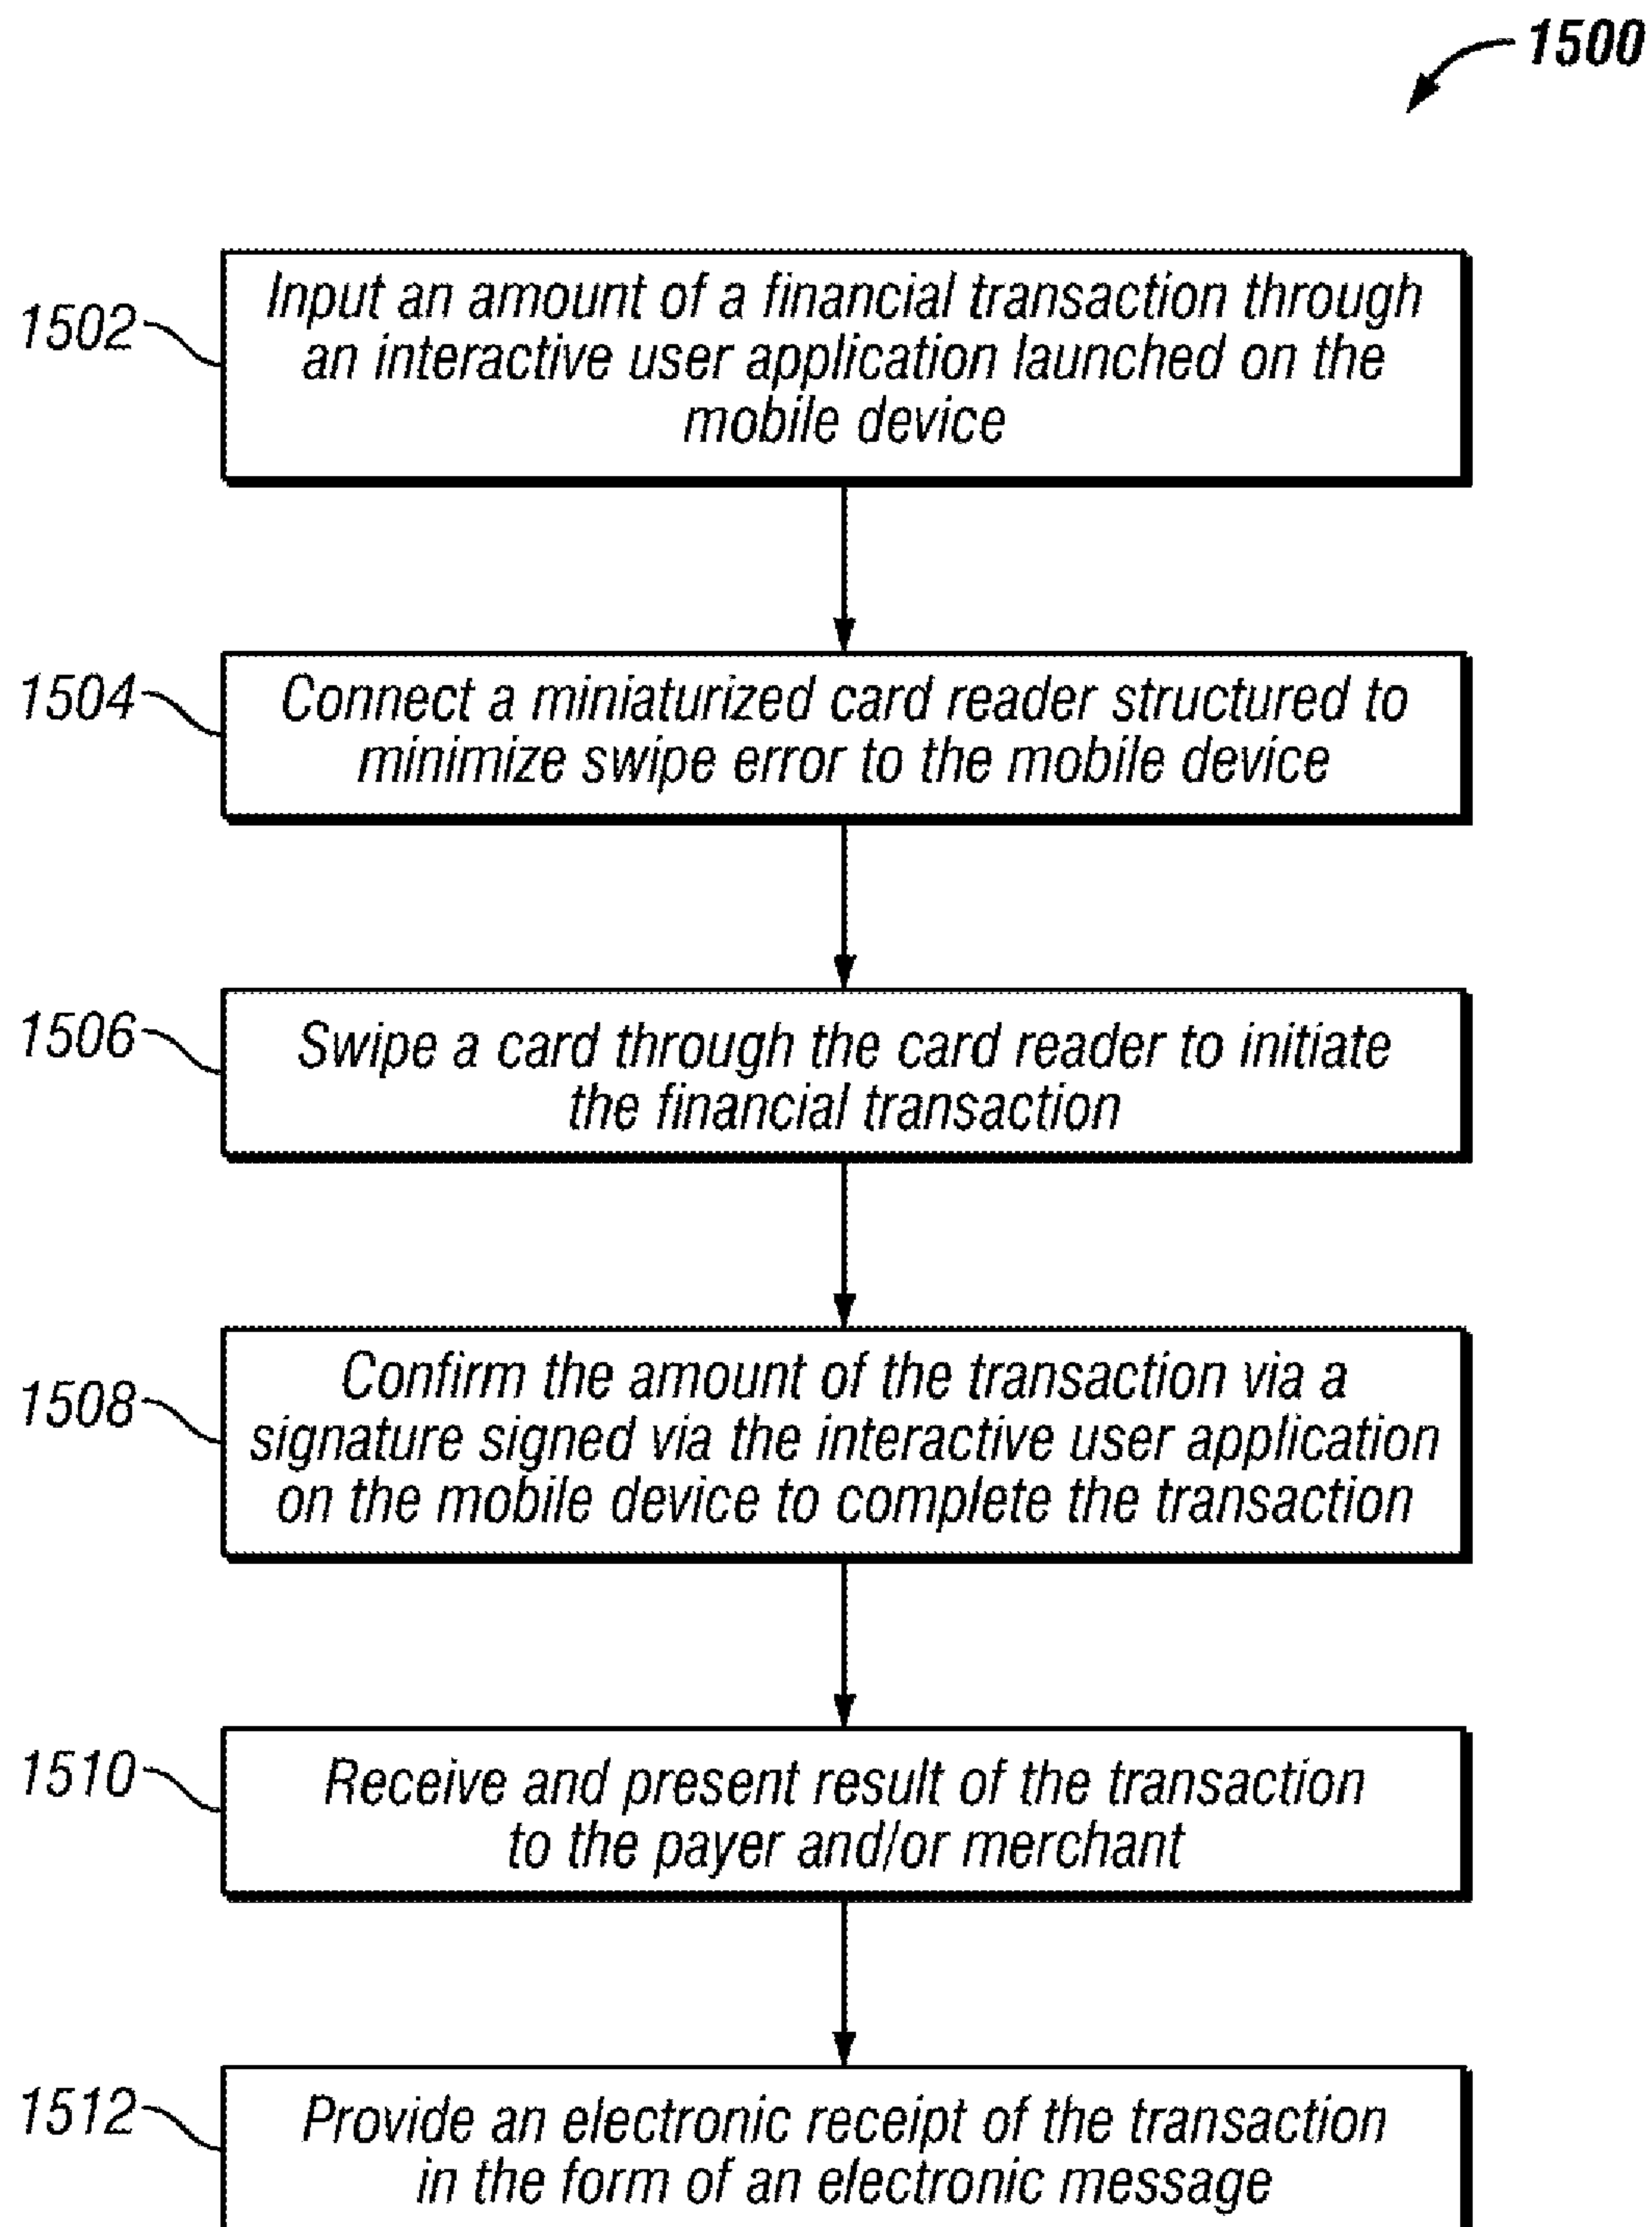 1500
1502
Input an amount of a financial transaction through
an interactive user application launched on the
mobile device
1504
Connect a miniaturized card reader structured to
minimize swipe error to the mobile device
1506
Swipe a card through the card reader to initiate
the financial transaction
1508
Confirm the amount of the transaction via a
signature signed via the interactive user application
on the mobile device to complete the transaction
1510
Receive and present result of the transaction
to the payer and/or merchant
1512
Provide an electronic receipt of the transaction
in the form of an electronic message